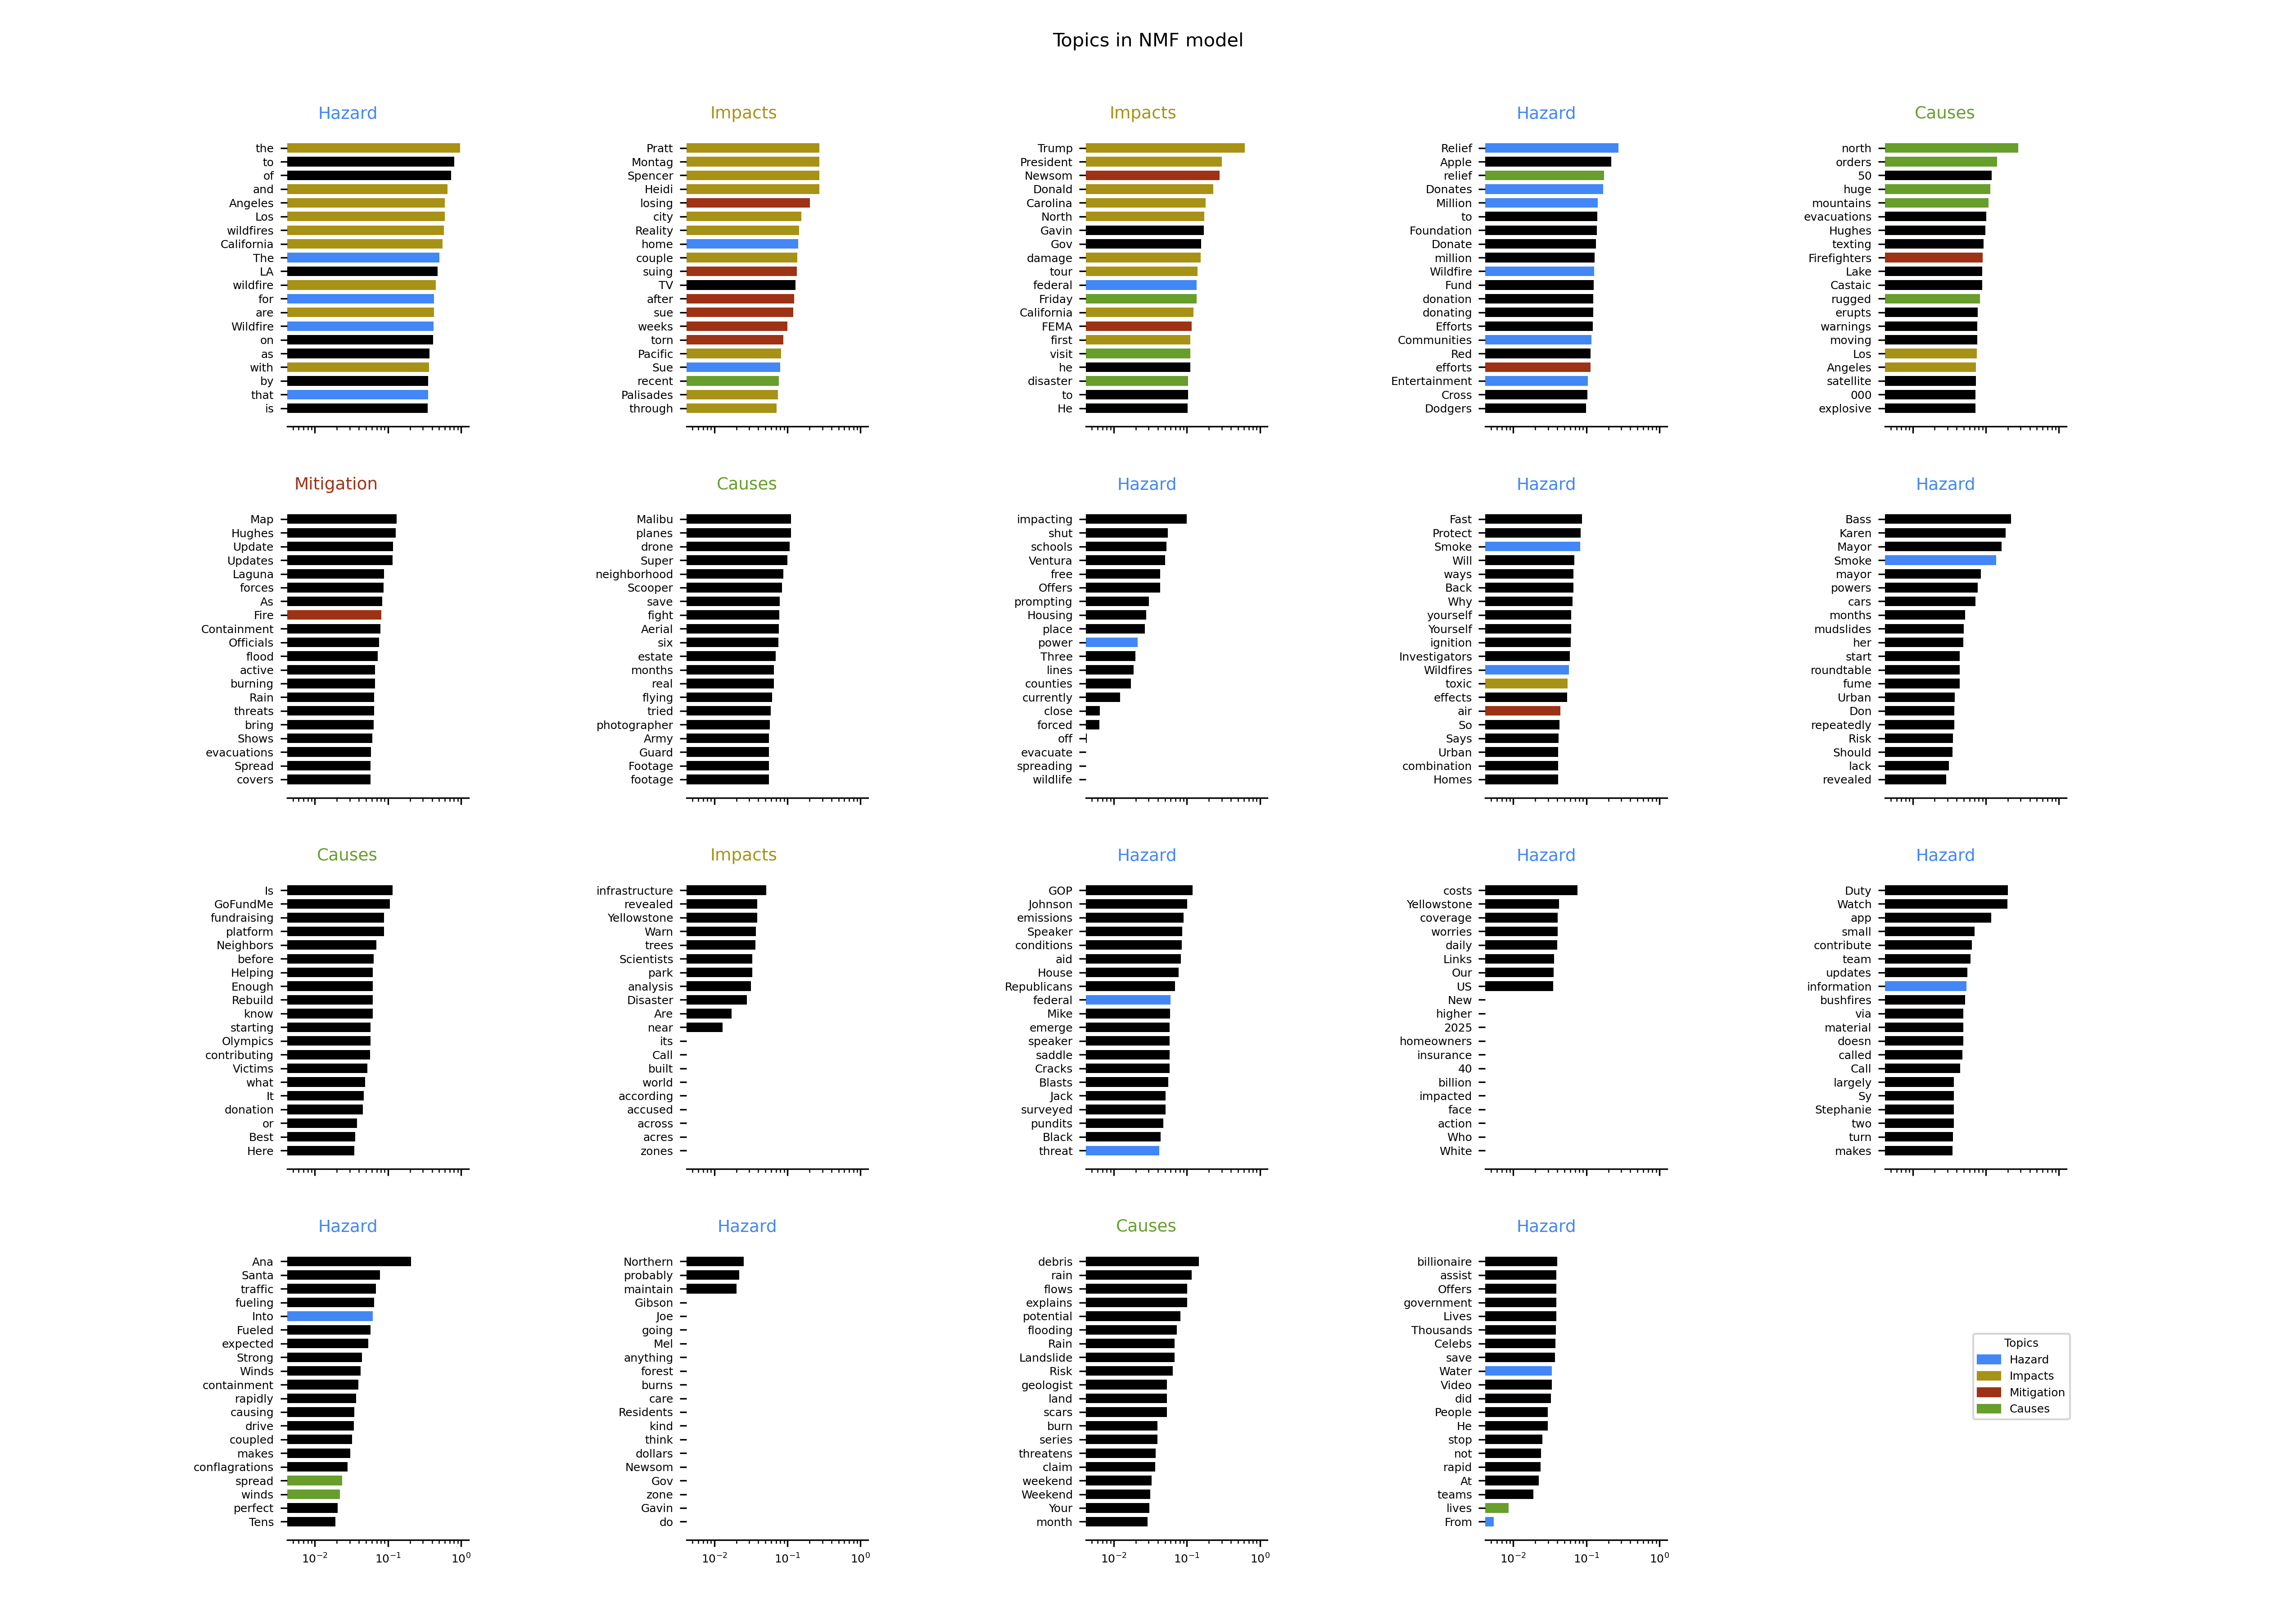 Topics in NMF model
Hazard
the
to
of
and
Angeles
Los
wildfires
California
The
LA
wildfire
for
are
Wildfire
on
as
with
by
that
is
Impacts
Pratt
Montag
Spencer
Heidi
losing
city
Reality
home
couple
suing
TV
after
sue
weeks
torn
Pacific
Sue
recent
Palisades
through
Impacts
Trump
President
Newsom
Donald
Carolina
North
Gavin
Gov
damage
tour
federal
Friday
California
FEMA
first
visit
he
disaster
to
He
Hazard
Relief
Apple
relief
Donates
Million
to
Foundation
Donate
million
Wildfire
Fund
donation
donating
Efforts
Communities
Red
efforts
Entertainment
Cross
Dodgers
Causes
north
orders
50
huge
mountains
evacuations
Hughes
texting
Firefighters
Lake
Castaic
rugged
erupts
warnings
moving
Los
Angeles
satellite
000
explosive
Mitigation
Map
Hughes
Update
Updates
Laguna
forces
As
Fire
Containment
Officials
flood
active
burning
Rain
threats
bring
Shows
evacuations
Spread
covers
Causes
Malibu
planes
drone
Super
neighborhood
Scooper
save
fight
Aerial
six
estate
months
real
flying
tried
photographer
Army
Guard
Footage
footage
Hazard
impacting
shut
schools
Ventura
free
Offers
prompting
Housing
place
power
Three
lines
counties
currently
close
forced
off
evacuate
spreading
wildlife
Hazard
Fast
Protect
Smoke
Will
ways
Back
Why
yourself
Yourself
ignition
Investigators
Wildfires
toxic
effects
air
So
Says
Urban
combination
Homes
Hazard
Bass
Karen
Mayor
Smoke
mayor
powers
cars
months
mudslides
her
start
roundtable
fume
Urban
Don
repeatedly
Risk
Should
lack
revealed
Causes
Is
GoFundMe
fundraising
platform
Neighbors
before
Helping
Enough
Rebuild
know
starting
Olympics
contributing
Victims
what
It
donation
or
Best
Here
Impacts
infrastructure
revealed
Yellowstone
Warn
trees
Scientists
park
analysis
Disaster
Are
near
its
Call
built
world
according
accused
across
acres
zones
Hazard
GOP
Johnson
emissions
Speaker
conditions
aid
House
Republicans
federal
Mike
emerge
speaker
saddle
Cracks
Blasts
Jack
surveyed
pundits
Black
threat
Hazard
costs
Yellowstone
coverage
worries
daily
Links
Our
US
New
higher
2025
homeowners
insurance
40
billion
impacted
face
action
Who
White
Hazard
Duty
Watch
app
small
contribute
team
updates
information
bushfires
via
material
doesn
called
Call
largely
Sy
Stephanie
two
turn
makes
Hazard
Ana
Santa
traffic
fueling
Into
Fueled
expected
Strong
Winds
containment
rapidly
causing
drive
coupled
makes
conflagrations
spread
winds
perfect
Tens
10⁻² 10⁻¹ 10⁰
Hazard
Northern
probably
maintain
Gibson
Joe
going
Mel
anything
forest
burns
care
Residents
kind
think
dollars
Newsom
Gov
zone
Gavin
do
10⁻² 10⁻¹ 10⁰
Causes
debris
rain
flows
explains
potential
flooding
Rain
Landslide
Risk
geologist
land
scars
burn
series
threatens
claim
weekend
Weekend
Your
month
10⁻² 10⁻¹ 10⁰
Hazard
billionaire
assist
Offers
government
Lives
Thousands
Celebs
save
Water
Video
did
People
He
stop
not
rapid
At
teams
lives
From
10⁻² 10⁻¹ 10⁰
Topics
Hazard
Impacts
Mitigation
Causes